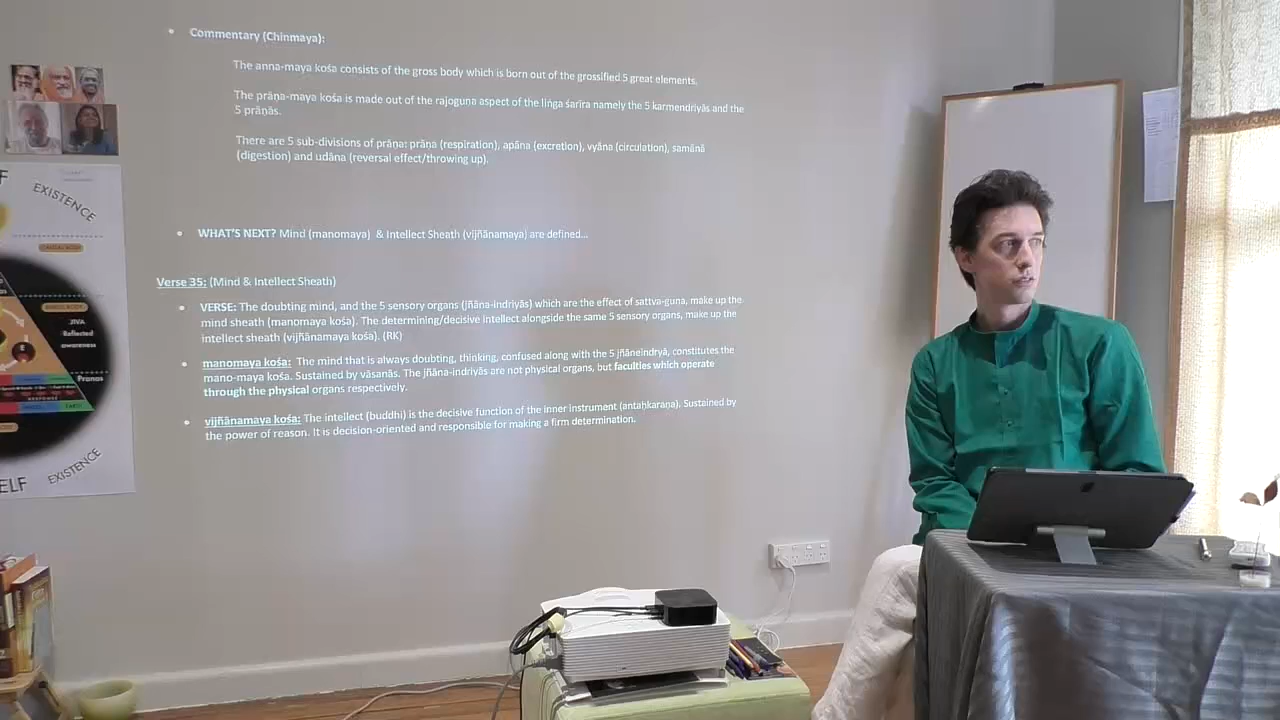 Commentary (Chinmaya):
The anna-maya kośa consists of the gross body which is born out of the grossified 5 great elements.
The prāṇa-maya kośa is made out of the rajoguṇa aspect of the liṅga śarīra namely the 5 karmendriyās and the
5 prāṇās.
There are 5 sub-divisions of prāṇa: prāṇa (respiration), apāna (excretion), vyāna (circulation), samānā
(digestion) and udāna (reversal effect/throwing up).
WHAT'S NEXT? Mind (manomaya) & Intellect Sheath (vijñānamaya) are defined...
Verse 35: (Mind & Intellect Sheath)
VERSE: The doubting mind, and the 5 sensory organs (jñāna-indriyās) which are the effect of sattva-guṇa, make up the
mind sheath (manomaya kośa). The determining/decisive intellect alongside the same 5 sensory organs, make up the
intellect sheath (vijñānamaya kośa). (RK)
manomaya kośa: The mind that is always doubting, thinking, confused along with the 5 jñāneindryā, constitutes the
mano-maya kośa. Sustained by vāsanās. The jñāna-indriyās are not physical organs, but faculties which operate
through the physical organs respectively.
vijñānamaya kośa: The intellect (buddhi) is the decisive function of the inner instrument (antaḥkaraṇa). Sustained by
the power of reason. It is decision-oriented and responsible for making a firm determination.
EXISTENCE
JIVA
Reflected
awareness
Pranas
EXISTENCE
ELF